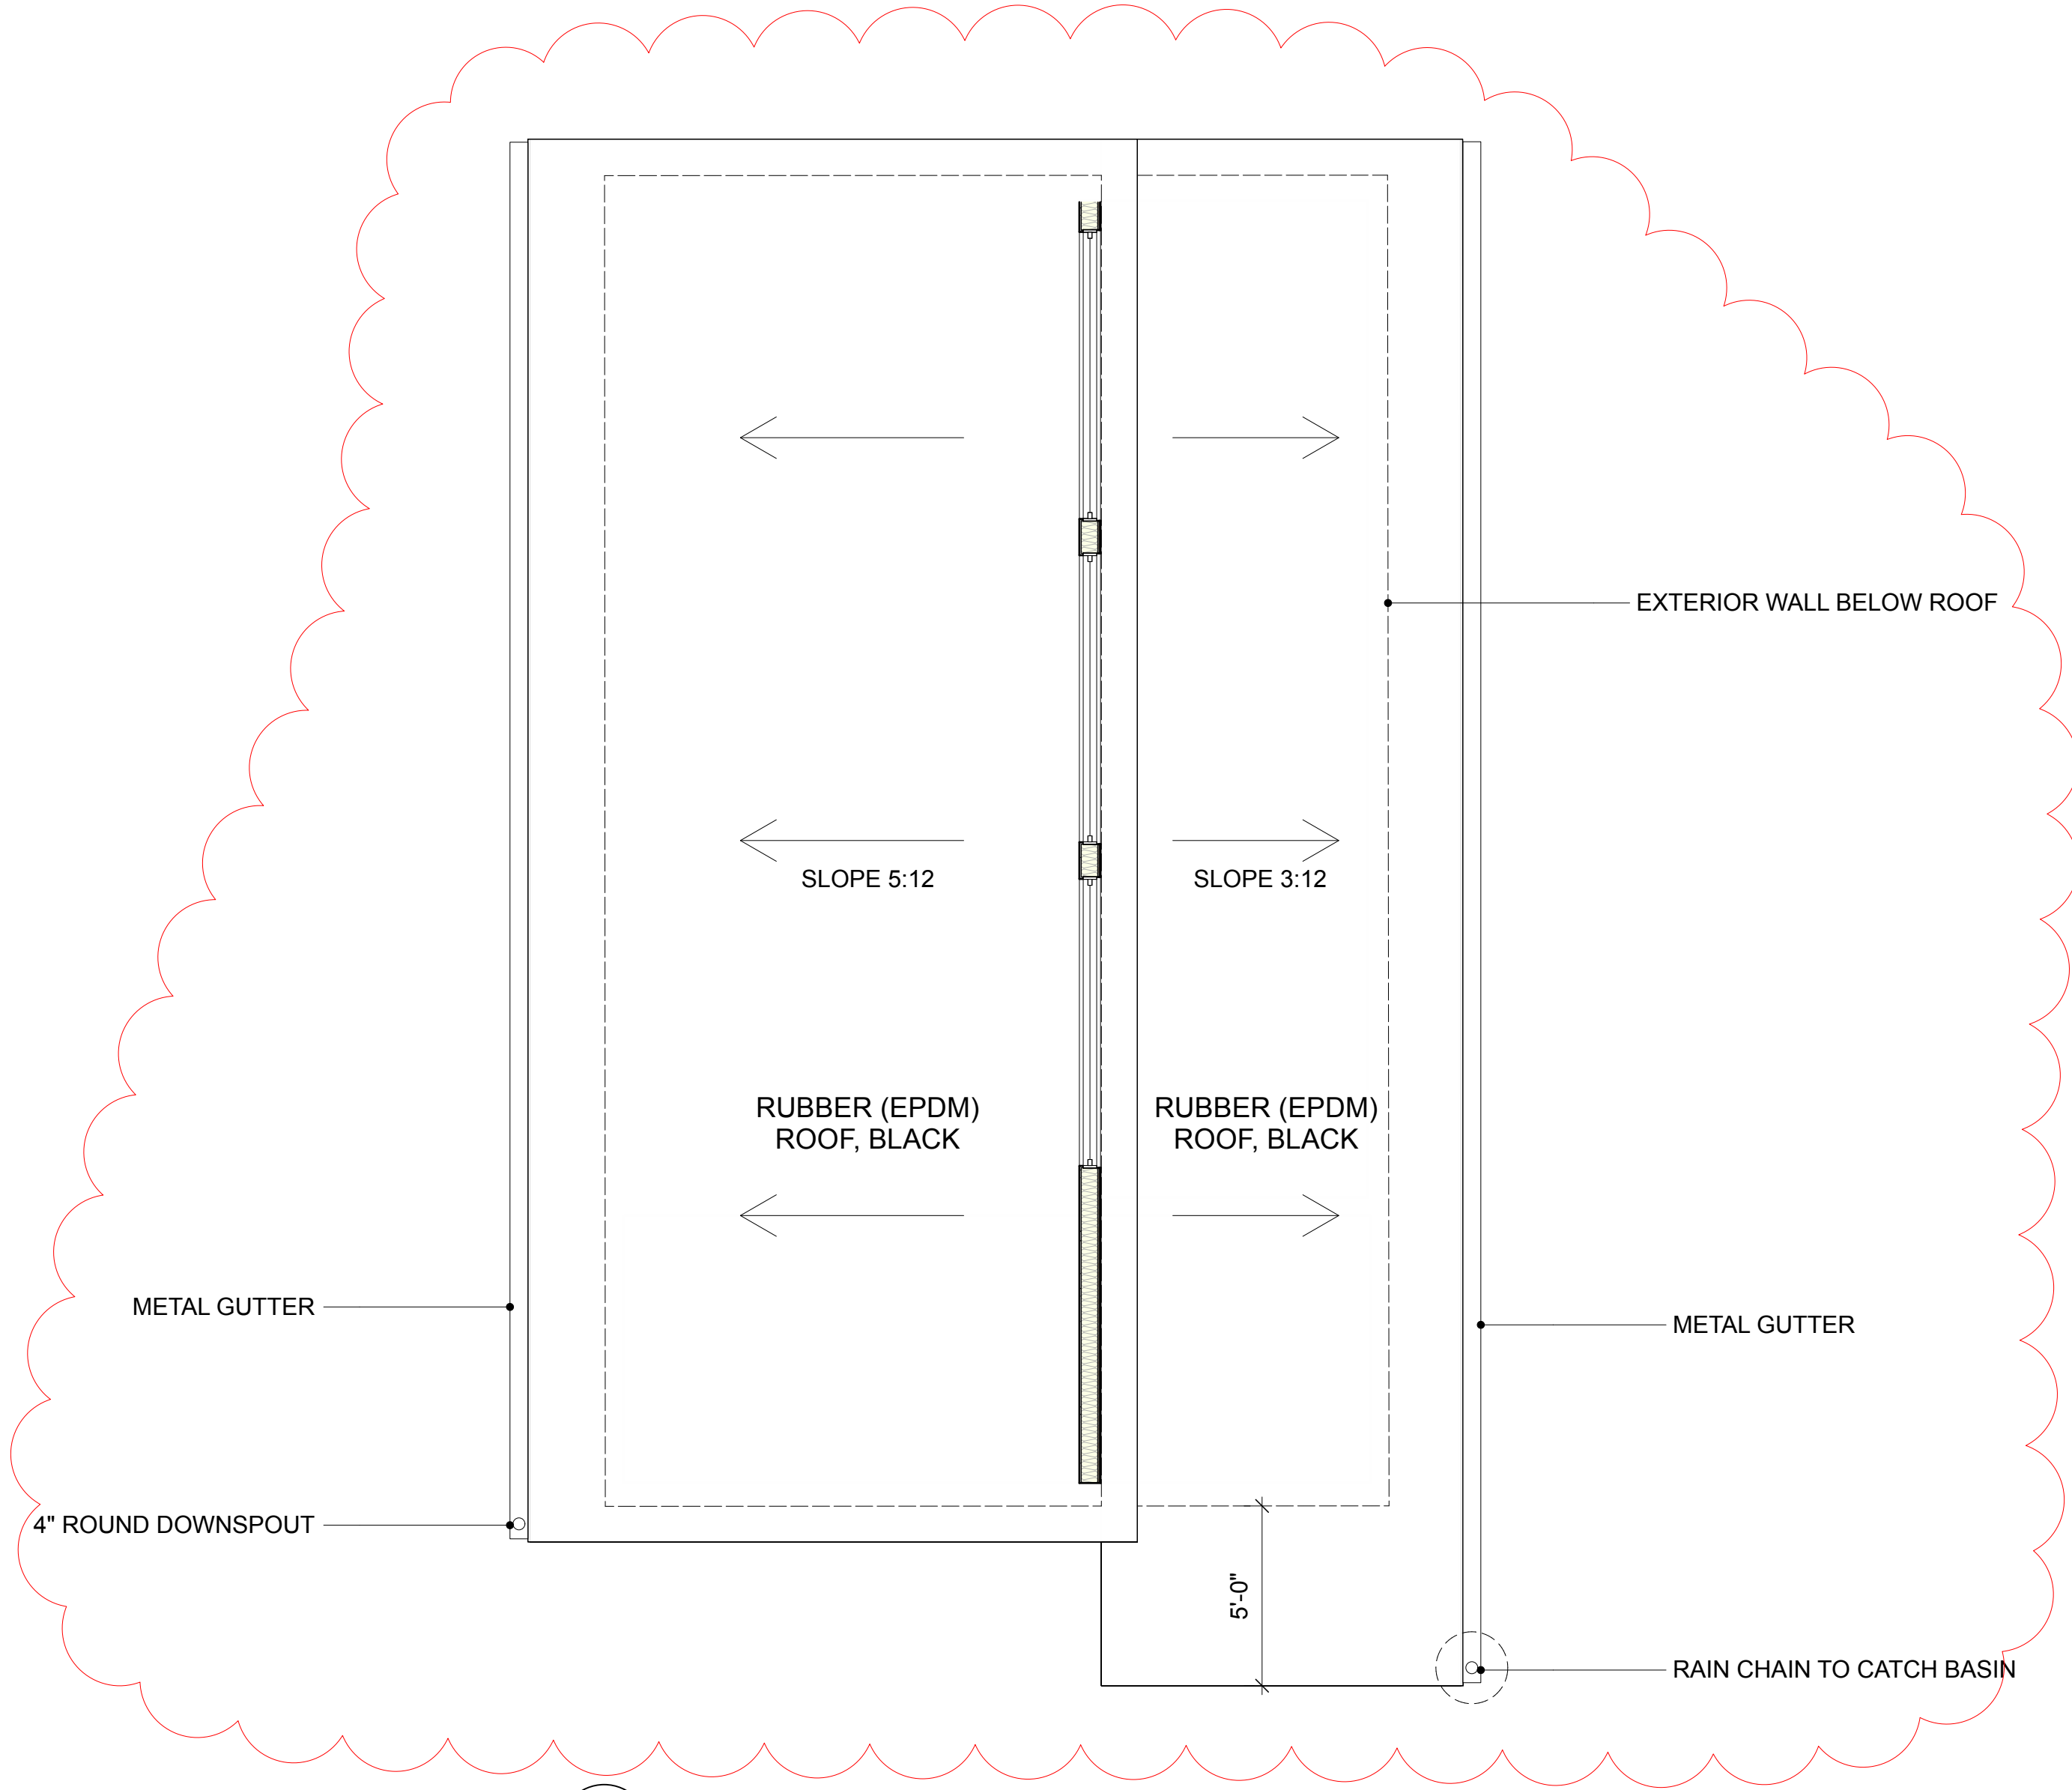 EXTERIOR WALL BELOW ROOF
SLOPE 5:12
SLOPE 3:12
RUBBER (EPDM)
ROOF, BLACK
RUBBER (EPDM)
ROOF, BLACK
METAL GUTTER
METAL GUTTER
4" ROUND DOWNSPOUT
5'-0"
RAIN CHAIN TO CATCH BASIN